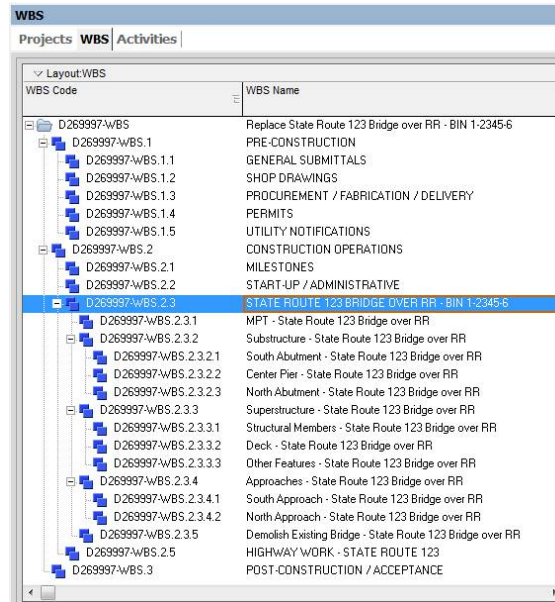 WBS
Projects WBS Activities
Layout:WBS
WBS Code WBS Name
D269997-WBS Replace State Route 123 Bridge over RR - BIN 1-2345-6
D269997-WBS.1 PRE-CONSTRUCTION
D269997-WBS.1.1 GENERAL SUBMITTALS
D269997-WBS.1.2 SHOP DRAWINGS
D269997-WBS.1.3 PROCUREMENT / FABRICATION / DELIVERY
D269997-WBS.1.4 PERMITS
D269997-WBS.1.5 UTILITY NOTIFICATIONS
D269997-WBS.2 CONSTRUCTION OPERATIONS
D269997-WBS.2.1 MILESTONES
D269997-WBS.2.2 START-UP / ADMINISTRATIVE
D269997-WBS.2.3 STATE ROUTE 123 BRIDGE OVER RR - BIN 1-2345-6
D269997-WBS.2.3.1 MPT - State Route 123 Bridge over RR
D269997-WBS.2.3.2 Substructure - State Route 123 Bridge over RR
D269997-WBS.2.3.2.1 South Abutment - State Route 123 Bridge over RR
D269997-WBS.2.3.2.2 Center Pier - State Route 123 Bridge over RR
D269997-WBS.2.3.2.3 North Abutment - State Route 123 Bridge over RR
D269997-WBS.2.3.3 Superstructure - State Route 123 Bridge over RR
D269997-WBS.2.3.3.1 Structural Members - State Route 123 Bridge over RR
D269997-WBS.2.3.3.2 Deck - State Route 123 Bridge over RR
D269997-WBS.2.3.3.3 Other Features - State Route 123 Bridge over RR
D269997-WBS.2.3.4 Approaches - State Route 123 Bridge over RR
D269997-WBS.2.3.4.1 South Approach - State Route 123 Bridge over RR
D269997-WBS.2.3.4.2 North Approach - State Route 123 Bridge over RR
D269997-WBS.2.3.5 Demolish Existing Bridge - State Route 123 Bridge over RR
D269997-WBS.2.5 HIGHWAY WORK - STATE ROUTE 123
D269997-WBS.3 POST-CONSTRUCTION / ACCEPTANCE